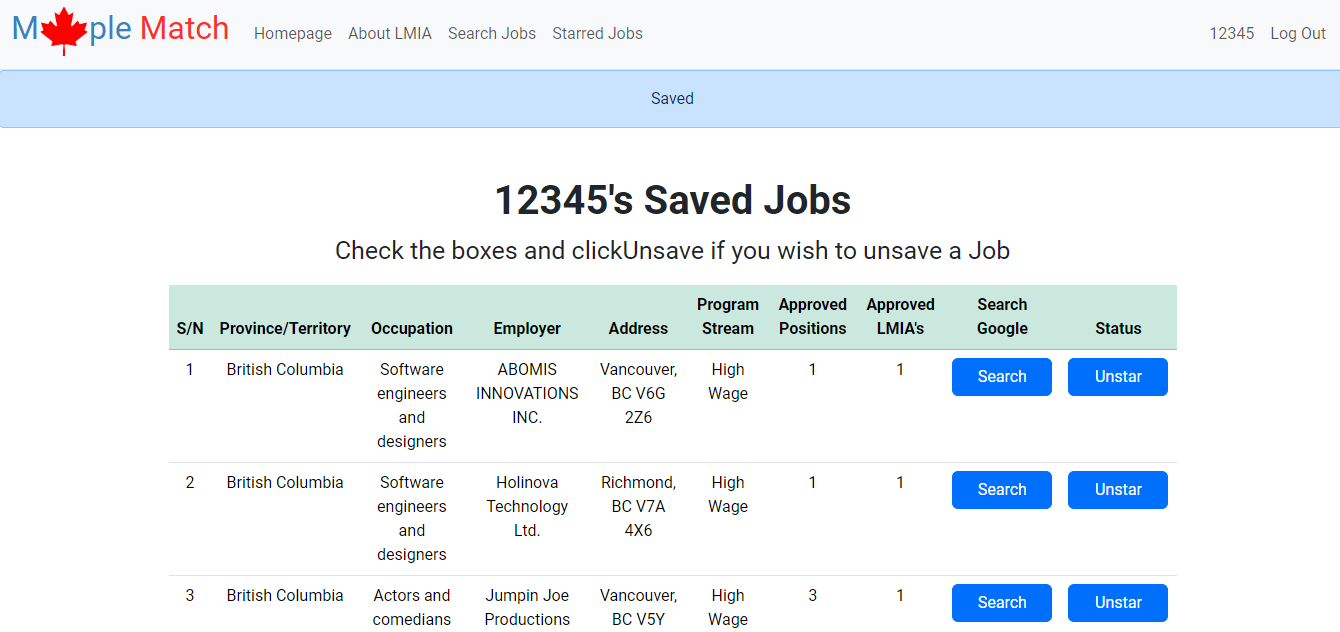 M ple Match Homepage About LMIA Search Jobs Starred Jobs 12345 Log Out
Saved
12345's Saved Jobs
Check the boxes and clickUnsave if you wish to unsave a Job
S/N Province/Territory Occupation Employer Address Program Stream Approved Positions Approved LMIA's Search Google Status
1 British Columbia Software engineers and designers ABOMIS INNOVATIONS INC. Vancouver, BC V6G 2Z6 High Wage 1 1 Search Unstar
2 British Columbia Software engineers and designers Holinova Technology Ltd. Richmond, BC V7A 4X6 High Wage 1 1 Search Unstar
3 British Columbia Actors and comedians Jumpin Joe Productions Vancouver, BC V5Y High Wage 3 1 Search Unstar